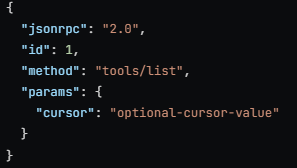 {
  "jsonrpc": "2.0",
  "id": 1,
  "method": "tools/list",
  "params": {
    "cursor": "optional-cursor-value"
  }
}